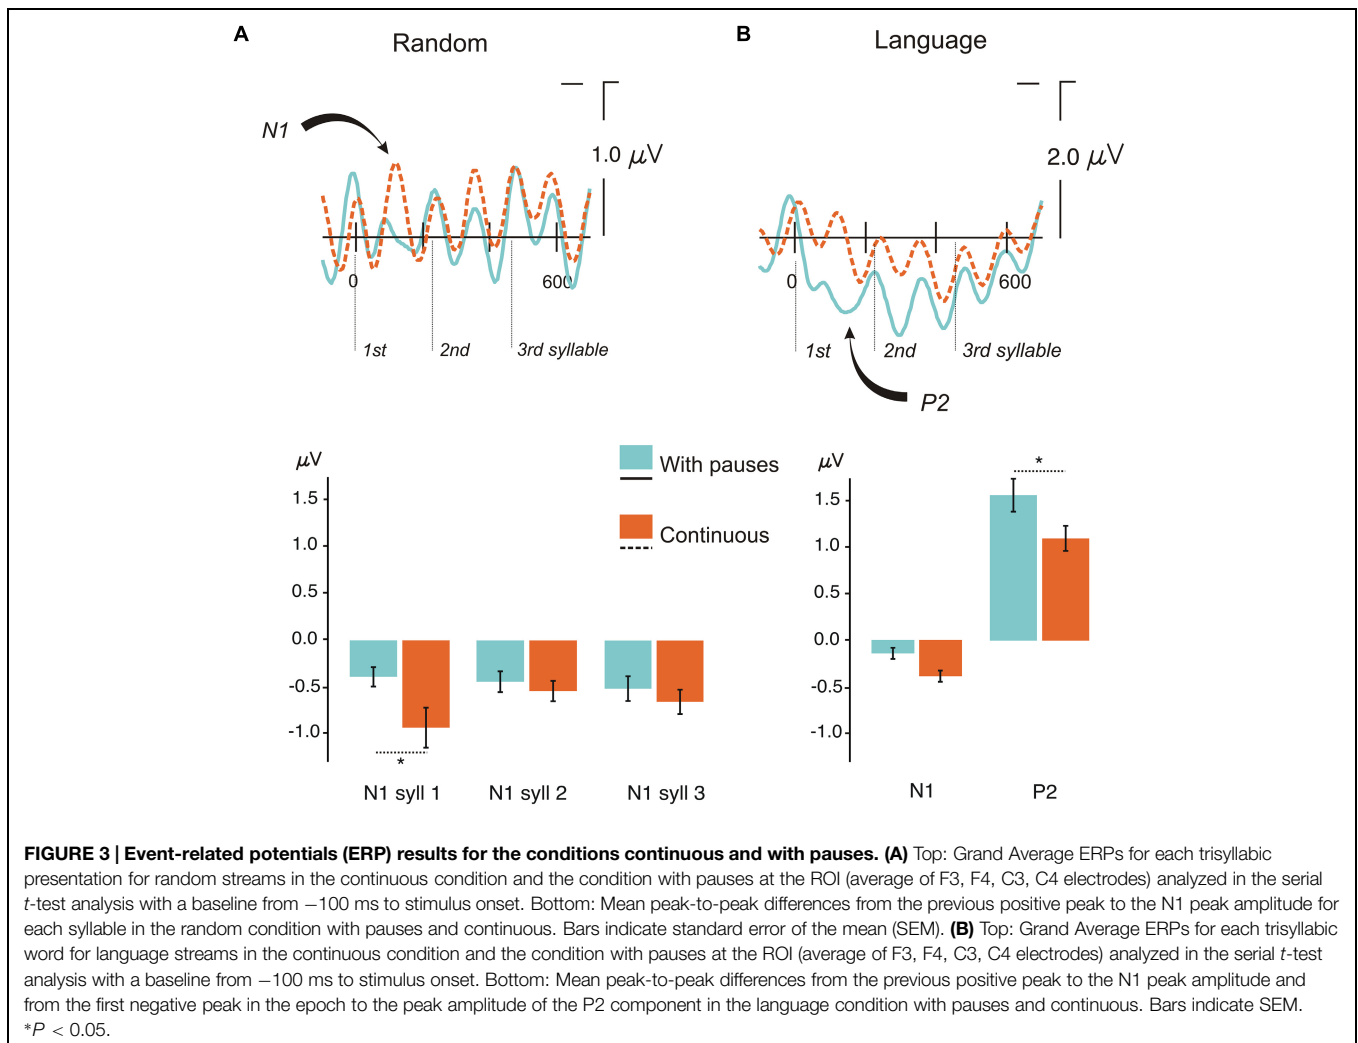 A
Random
B
Language
N1
1.0 μV
2.0 μV
0
600
0
600
1st
2nd
3rd syllable
1st
2nd
3rd syllable
P2
μV
1.5
1.0
0.5
0.0
-0.5
-1.0
*
N1 syll 1
N1 syll 2
N1 syll 3
With pauses
Continuous
μV
1.5
1.0
0.5
0.0
-0.5
-1.0
*
N1
P2
FIGURE 3 | Event-related potentials (ERP) results for the conditions continuous and with pauses. (A) Top: Grand Average ERPs for each trisyllabic
presentation for random streams in the continuous condition and the condition with pauses at the ROI (average of F3, F4, C3, C4 electrodes) analyzed in the serial
t-test analysis with a baseline from −100 ms to stimulus onset. Bottom: Mean peak-to-peak differences from the previous positive peak to the N1 peak amplitude for
each syllable in the random condition with pauses and continuous. Bars indicate standard error of the mean (SEM). (B) Top: Grand Average ERPs for each trisyllabic
word for language streams in the continuous condition and the condition with pauses at the ROI (average of F3, F4, C3, C4 electrodes) analyzed in the serial t-test
analysis with a baseline from −100 ms to stimulus onset. Bottom: Mean peak-to-peak differences from the previous positive peak to the N1 peak amplitude and
from the first negative peak in the epoch to the peak amplitude of the P2 component in the language condition with pauses and continuous. Bars indicate SEM.
*P < 0.05.